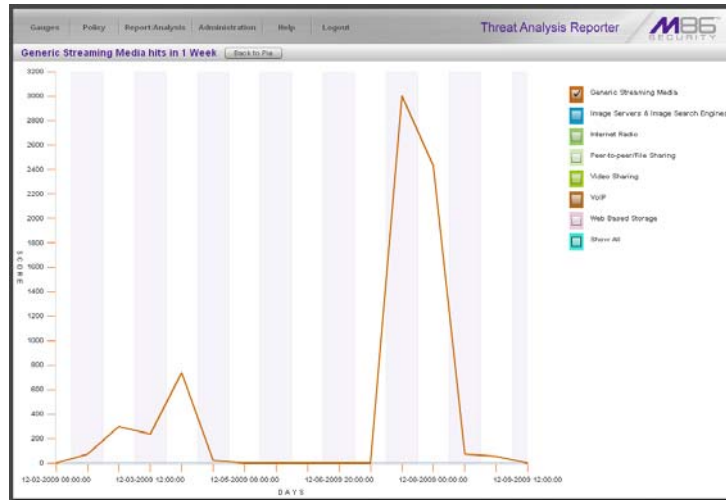 Gauges Policy Report/Analysis Administration Help Logout
Threat Analysis Reporter
M86 SECURITY
Generic Streaming Media hits in 1 Week Back to Pie
3200
3000
2800
2600
2400
2200
2000
1800
1600
1400
1200
1000
800
600
400
200
0
SCORE
12-02-2009 00:00:00 12-03-2009 12:00:00 12-05-2009 08:00:00 12-06-2009 20:00:00 12-08-2009 00:00:00 12-09-2009 12:00:00
DAYS
Generic Streaming Media
Image Servers & Image Search Engines
Internet Radio
Peer-to-peer/File Sharing
Video Sharing
VoIP
Web Based Storage
Show All